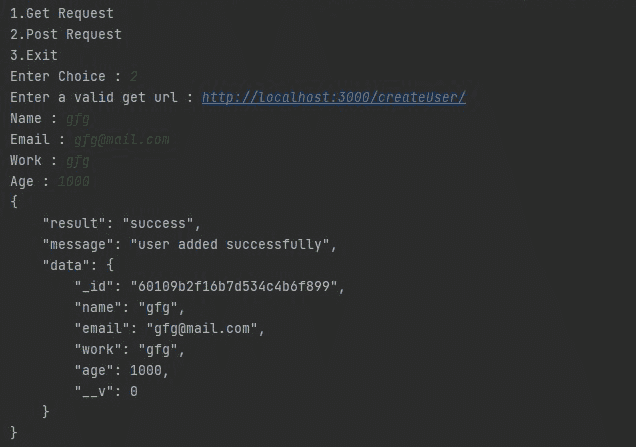 1.Get Request
2.Post Request
3.Exit
Enter Choice : 2
Enter a valid get url : http://localhost:3000/createUser/
Name : gfg
Email : gfg@mail.com
Work : gfg
Age : 1000
{
    "result": "success",
    "message": "user added successfully",
    "data": {
        "_id": "60109b2f16b7d534c4b6f899",
        "name": "gfg",
        "email": "gfg@mail.com",
        "work": "gfg",
        "age": 1000,
        "__v": 0
    }
}